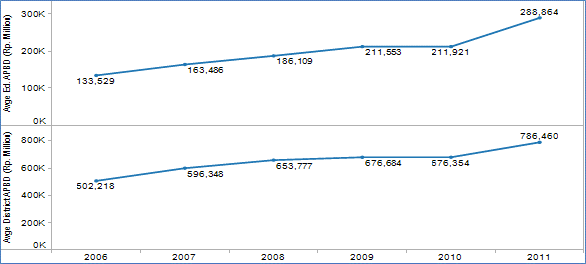 Avge Ed. APBD (Rp. Million)
300K
200K
100K
0K
133,529
163,486
186,109
211,553
211,921
288,864
Avge District APBD (Rp. Million)
800K
600K
400K
200K
0K
502,218
596,348
653,777
676,684
676,354
786,460
2006 2007 2008 2009 2010 2011